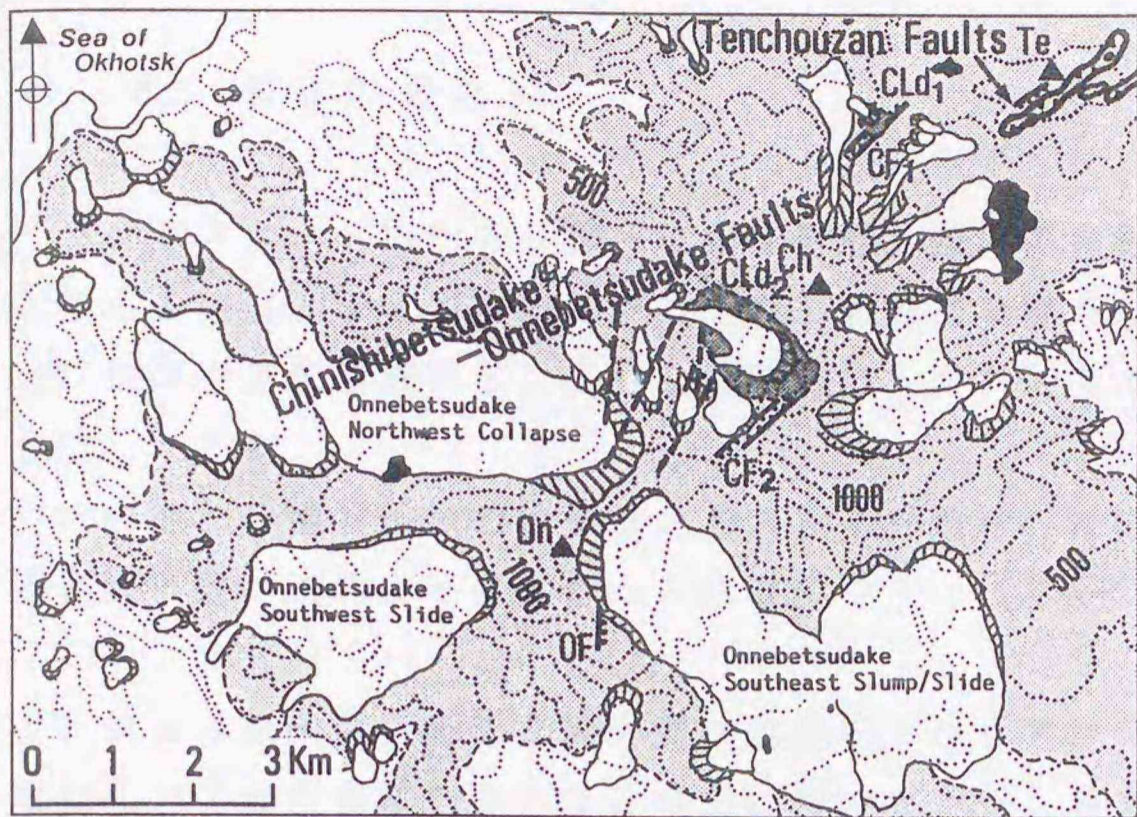 Sea of
Okhotsk
Tenchouzan Faults Te
CLd1
CF1
500
Chinishibetsudake
–Onnebetsudake Faults
CLd2 Ch
Onnebetsudake
Northwest Collapse
CF2
1000
On
1000
500
Onnebetsudake
Southwest Slide
OF
Onnebetsudake
Southeast Slump/Slide
0 1 2 3 Km